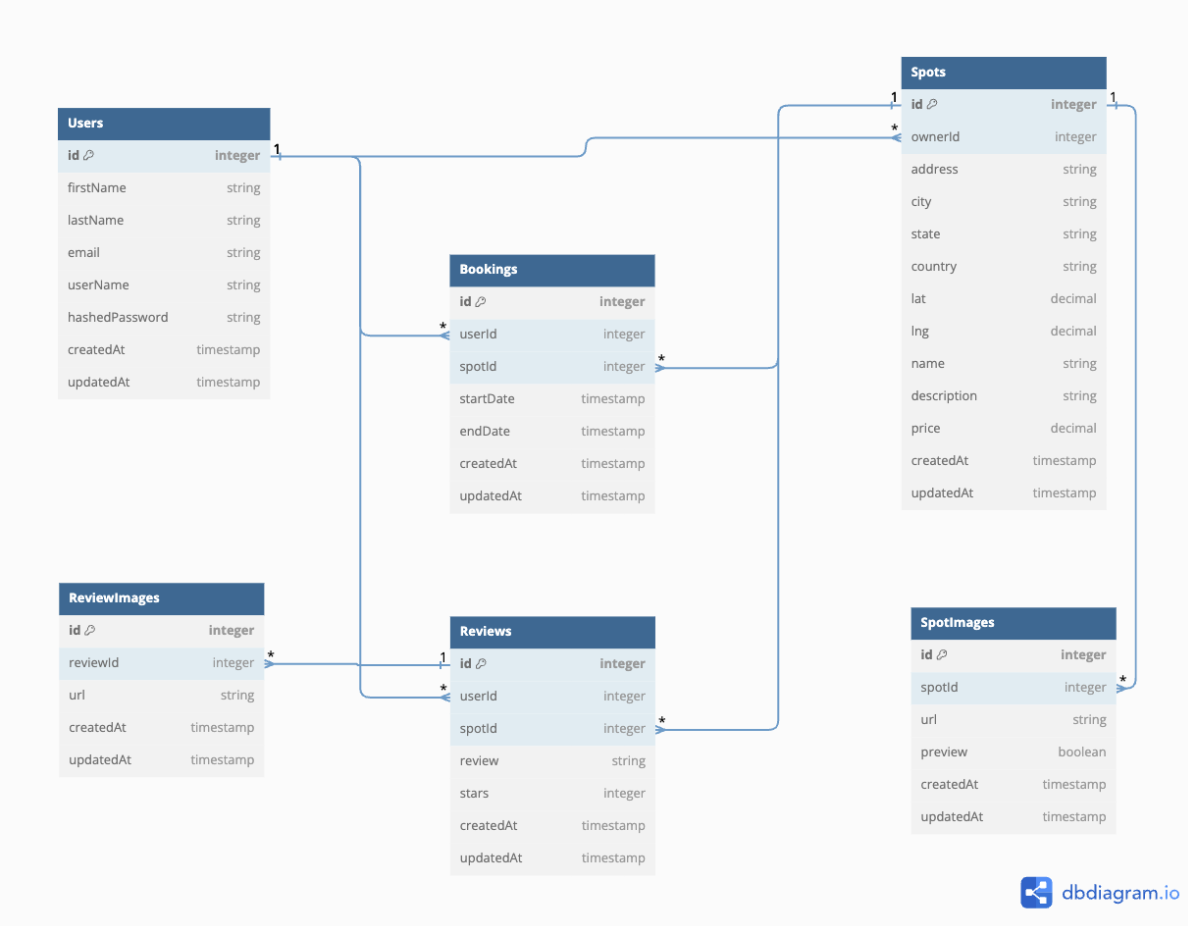 Users
id integer
firstName string
lastName string
email string
userName string
hashedPassword string
createdAt timestamp
updatedAt timestamp
1
Bookings
id integer
* userId integer
spotId integer *
startDate timestamp
endDate timestamp
createdAt timestamp
updatedAt timestamp
Spots
1 id integer 1
* ownerId integer
address string
city string
state string
country string
lat decimal
lng decimal
name string
description string
price decimal
createdAt timestamp
updatedAt timestamp
ReviewImages
id integer
reviewId integer *
url string
createdAt timestamp
updatedAt timestamp
Reviews
1 id integer
* userId integer
spotId integer *
review string
stars integer
createdAt timestamp
updatedAt timestamp
SpotImages
id integer
spotId integer *
url string
preview boolean
createdAt timestamp
updatedAt timestamp
dbdiagram.io